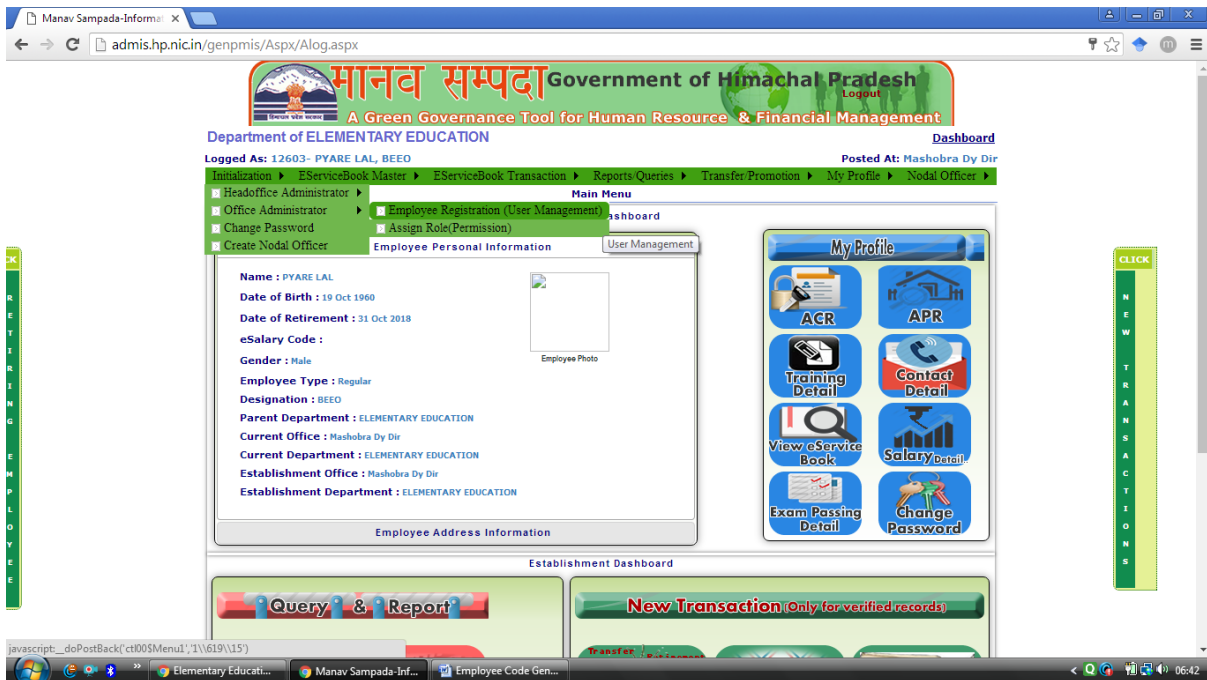 Manav Sampada-Informat
admis.hp.nic.in/genpmis/Aspx/Alog.aspx
मानव सम्पदा Government of Himachal Pradesh
Logout
A Green Governance Tool for Human Resource & Financial Management
Department of ELEMENTARY EDUCATION
Dashboard
Logged As: 12603- PYARE LAL, BEEO
Posted At: Mashobra Dy Dir
Initialization EServiceBook Master EServiceBook Transaction Reports/Queries Transfer/Promotion My Profile Nodal Officer
Headoffice Administrator
Main Menu
Office Administrator
Employee Registration (User Management)
ashboard
Change Password
Assign Role(Permission)
Create Nodal Officer
Employee Personal Information
User Management
My Profile
Name : PYARE LAL
Date of Birth : 19 Oct 1960
Date of Retirement : 31 Oct 2018
eSalary Code :
Gender : Male
Employee Photo
Employee Type : Regular
Designation : BEEO
Parent Department : ELEMENTARY EDUCATION
Current Office : Mashobra Dy Dir
Current Department : ELEMENTARY EDUCATION
Establishment Office : Mashobra Dy Dir
Establishment Department : ELEMENTARY EDUCATION
Employee Address Information
ACR
APR
Training Detail
Contact Detail
View eService Book
Salary Detail..
Exam Passing Detail
Change Password
CK
RETIRING EMPLOYEE
CLICK
NEW TRANSACTIONS
Establishment Dashboard
Query & Report
New Transaction (Only for verified records)
Transfer
Retirement
javascript:__doPostBack('ctl00$Menu1','1\\619\\15')
Elementary Educati...
Manav Sampada-Inf...
Employee Code Gen...
06:42